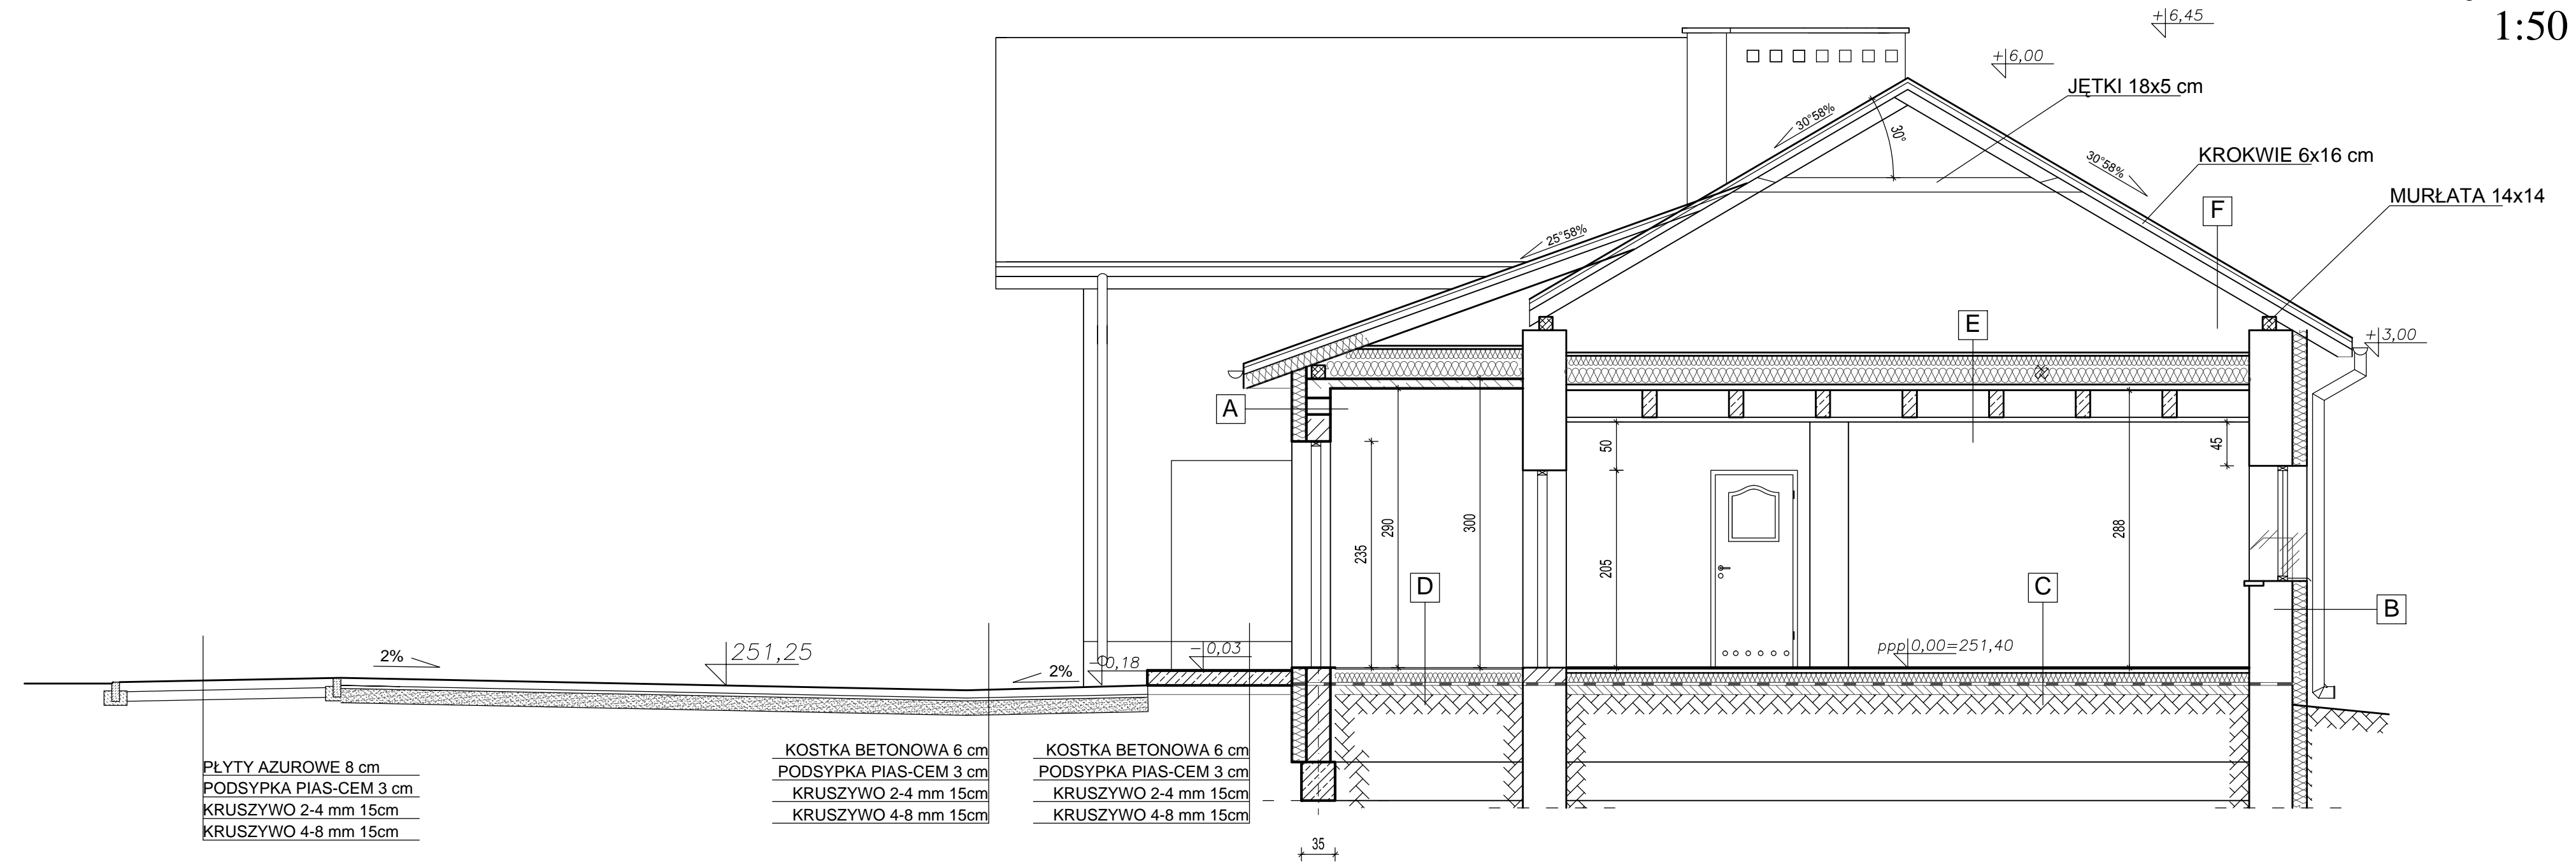 1:50
+6,45
+6,00
JĘTKI 18x5 cm
30°58%
30°
30°58%
KROKWIE 6x16 cm
MURŁATA 14x14
F
25°58%
E
+3,00
A
50
45
235
290
300
205
288
D
C
B
2%
251,25
-0,18
-0,03
2%
ppp 0,00=251,40
KOSTKA BETONOWA 6 cm
PODSYPKA PIAS-CEM 3 cm
KRUSZYWO 2-4 mm 15cm
KRUSZYWO 4-8 mm 15cm
KOSTKA BETONOWA 6 cm
PODSYPKA PIAS-CEM 3 cm
KRUSZYWO 2-4 mm 15cm
KRUSZYWO 4-8 mm 15cm
PŁYTY AZUROWE 8 cm
PODSYPKA PIAS-CEM 3 cm
KRUSZYWO 2-4 mm 15cm
KRUSZYWO 4-8 mm 15cm
35